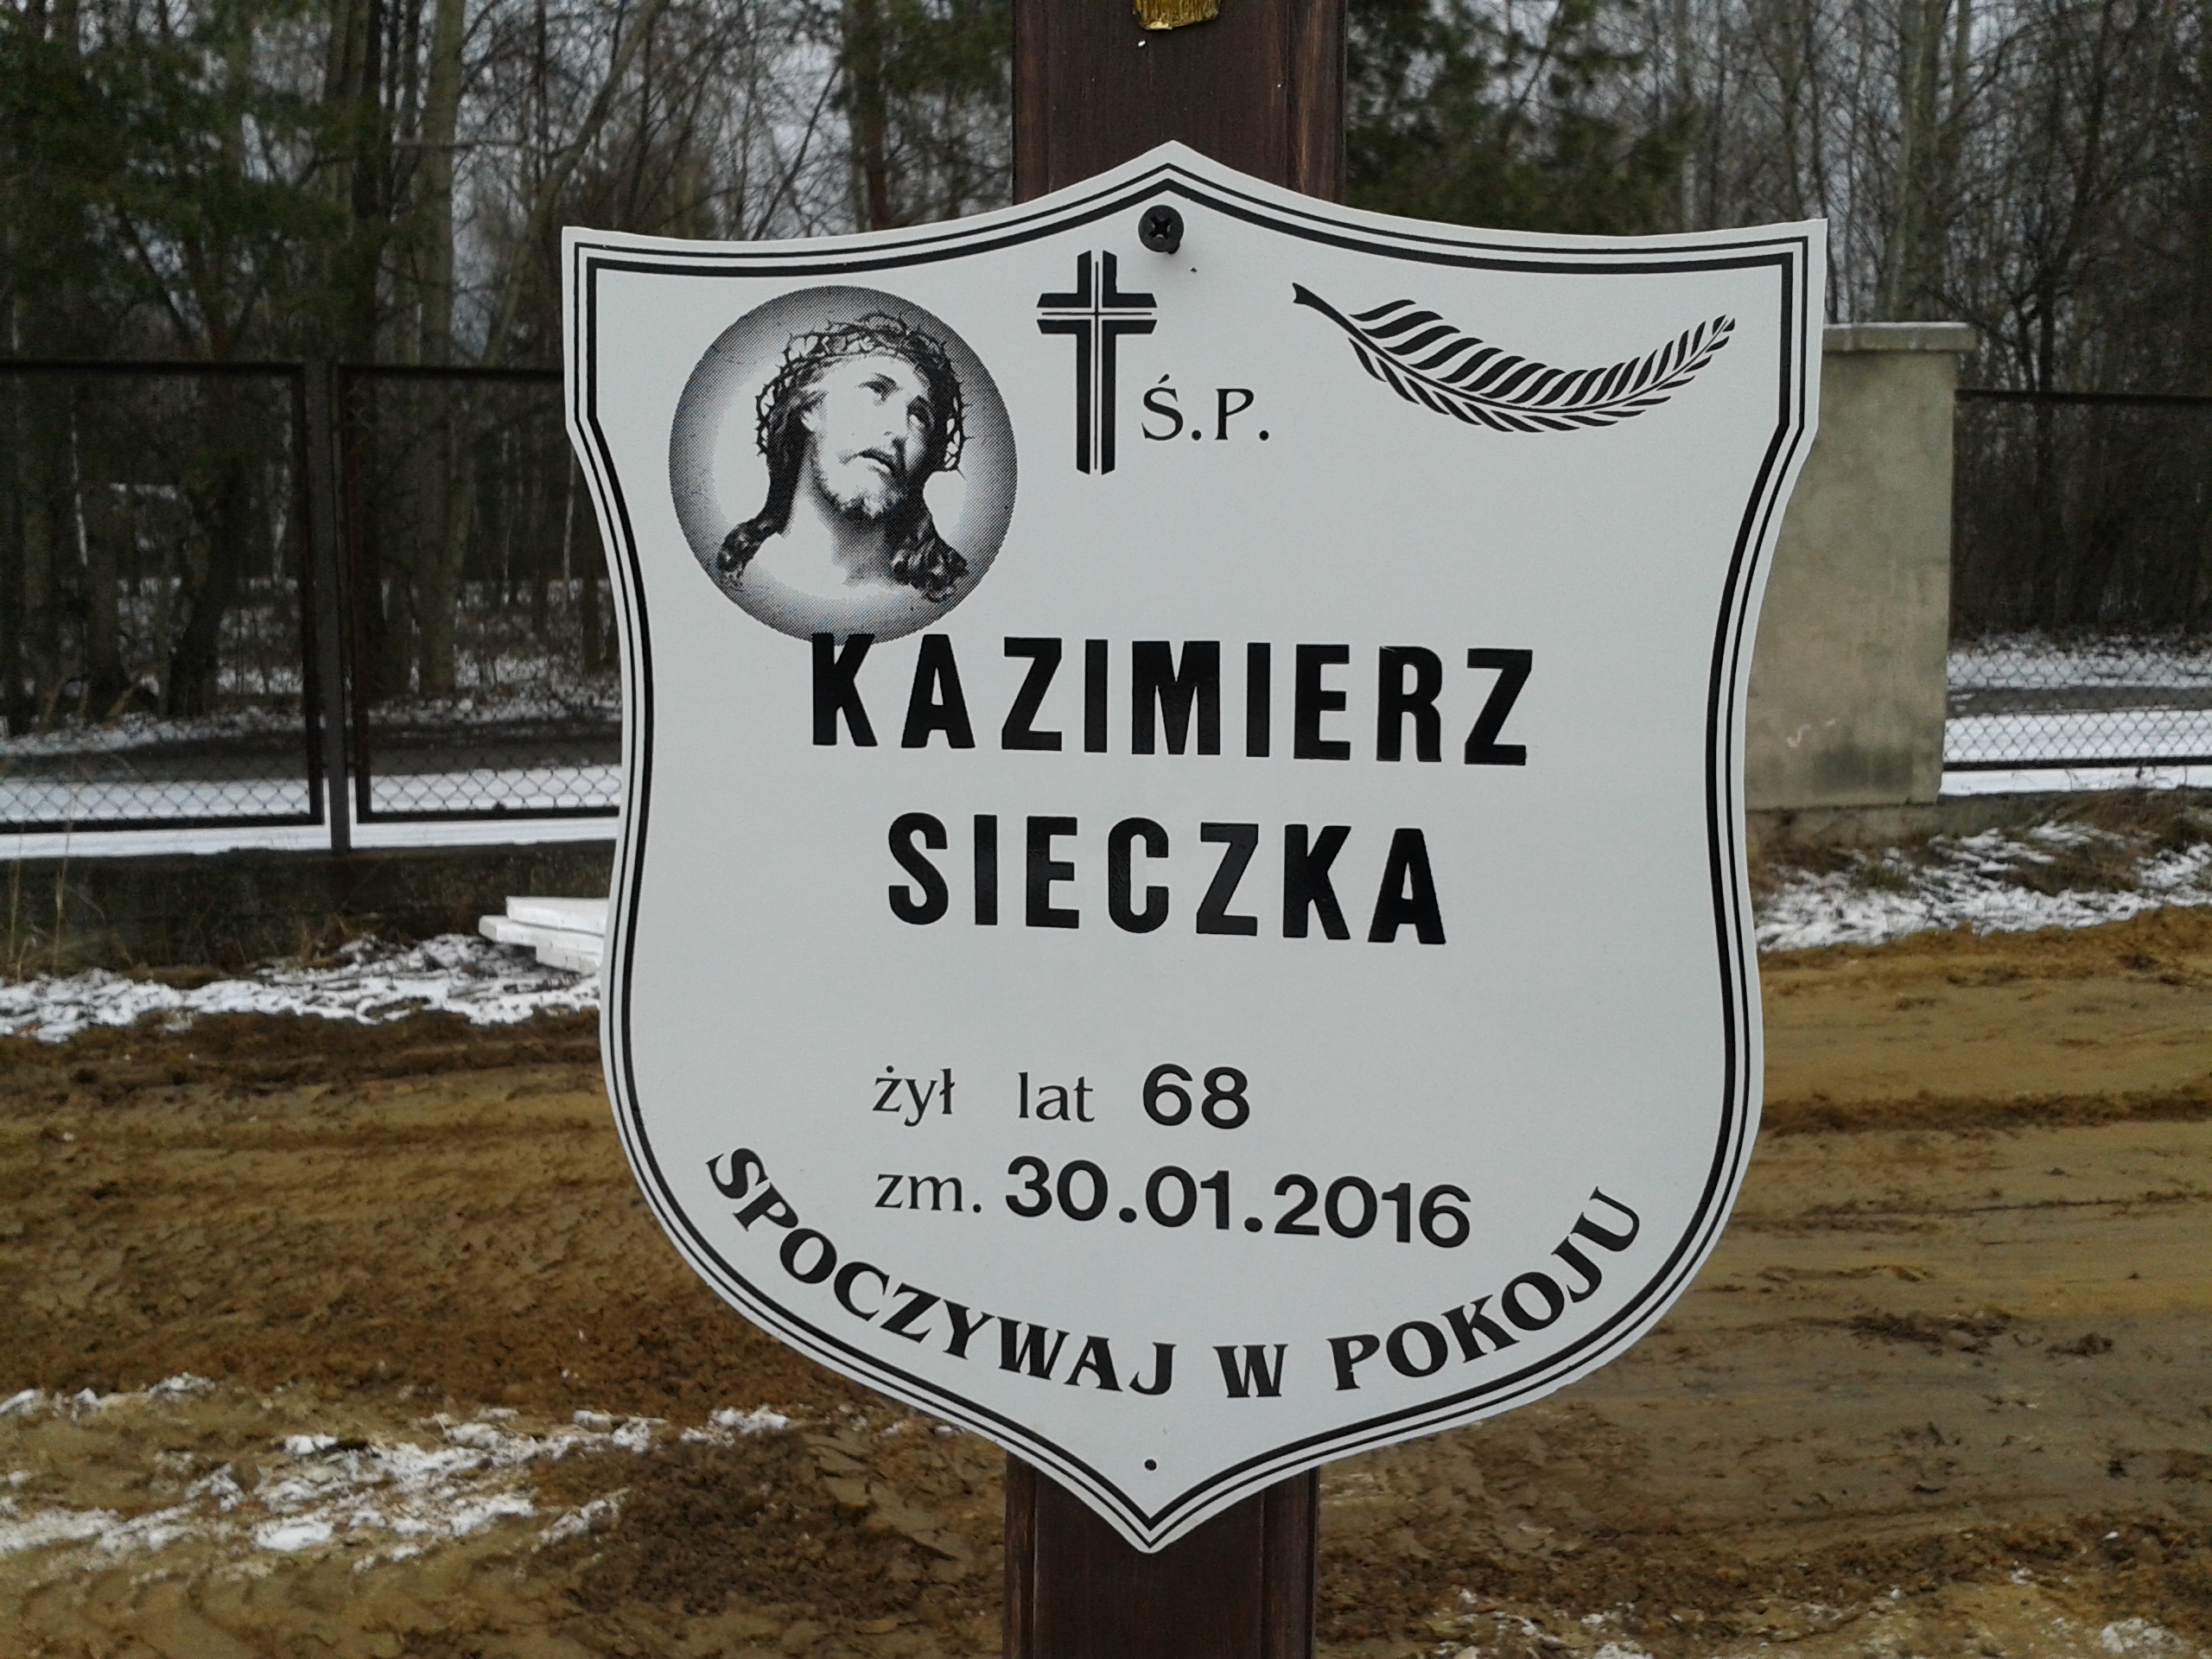 Ś.P.
KAZIMIERZ
SIECZKA
żył lat 68
zm. 30.01.2016
SPOCZYWAJ W POKOJU